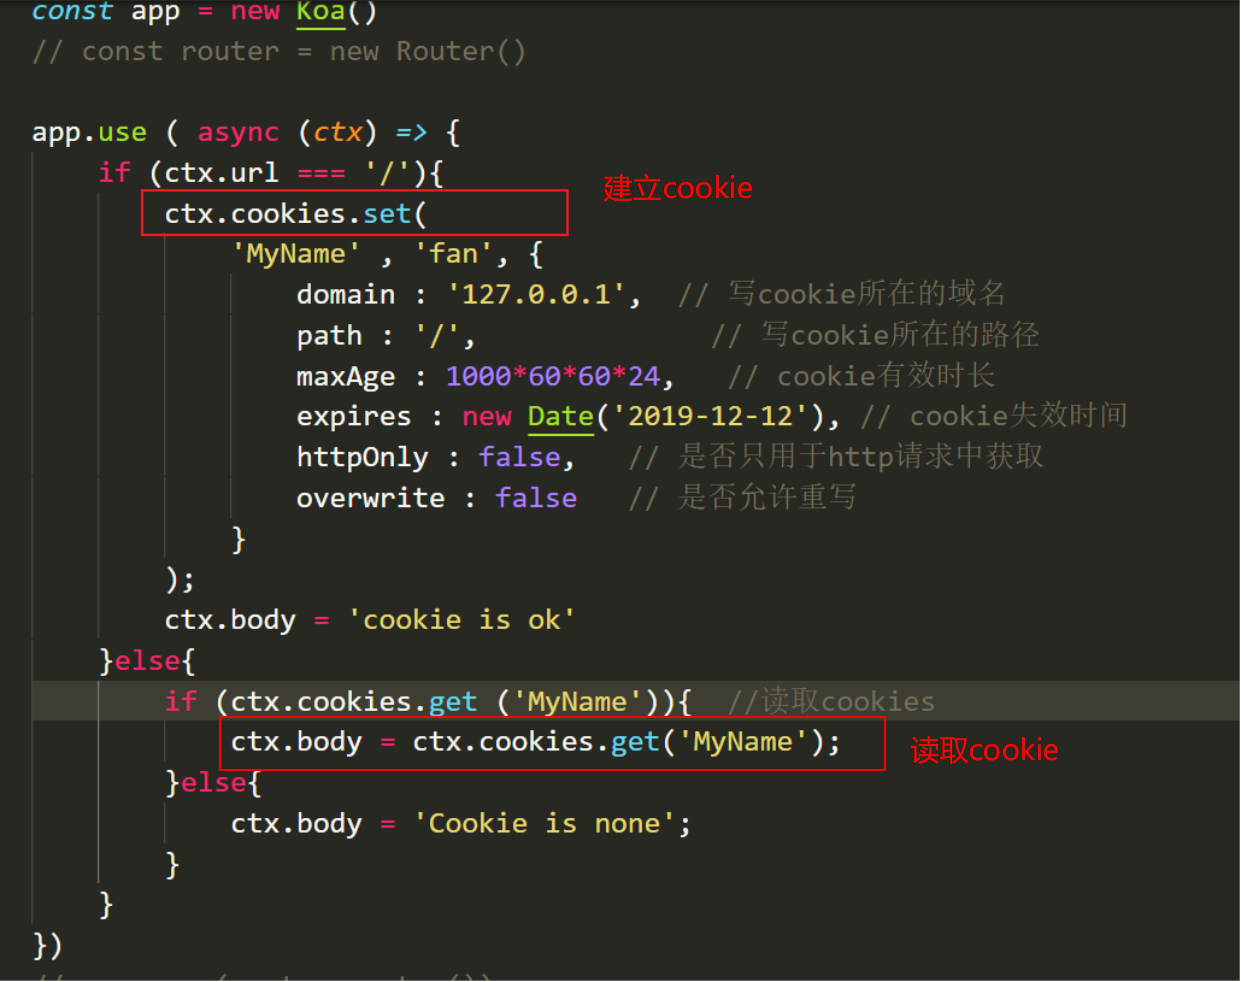 const app = new Koa()
// const router = new Router()
app.use ( async (ctx) => {
if (ctx.url === '/'){
建立cookie
ctx.cookies.set(
'MyName' , 'fan', {
domain : '127.0.0.1', // 写cookie所在的域名
path : '/', // 写cookie所在的路径
maxAge : 1000*60*60*24, // cookie有效时长
expires : new Date('2019-12-12'), // cookie失效时间
httpOnly : false, // 是否只用于http请求中获取
overwrite : false // 是否允许重写
}
);
ctx.body = 'cookie is ok'
}else{
if (ctx.cookies.get ('MyName')){ //读取cookies
ctx.body = ctx.cookies.get('MyName'); 读取cookie
}else{
ctx.body = 'Cookie is none';
}
}
})